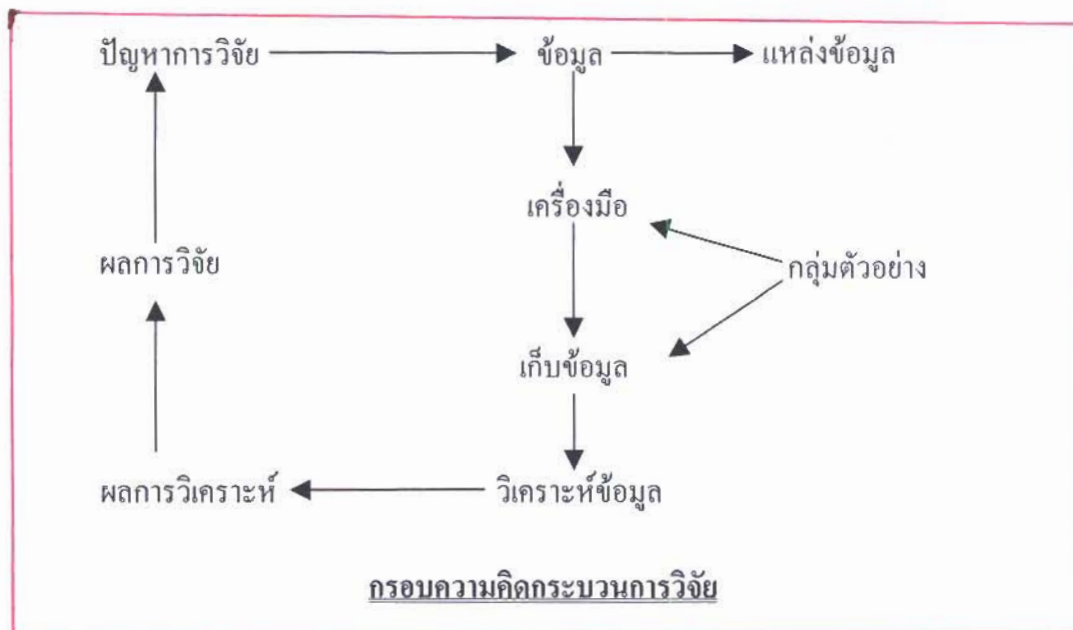 ปัญหาการวิจัย
ข้อมูล
แหล่งข้อมูล
เครื่องมือ
ผลการวิจัย
กลุ่มตัวอย่าง
เก็บข้อมูล
ผลการวิเคราะห์
วิเคราะห์ข้อมูล
กรอบความคิดกระบวนการวิจัย